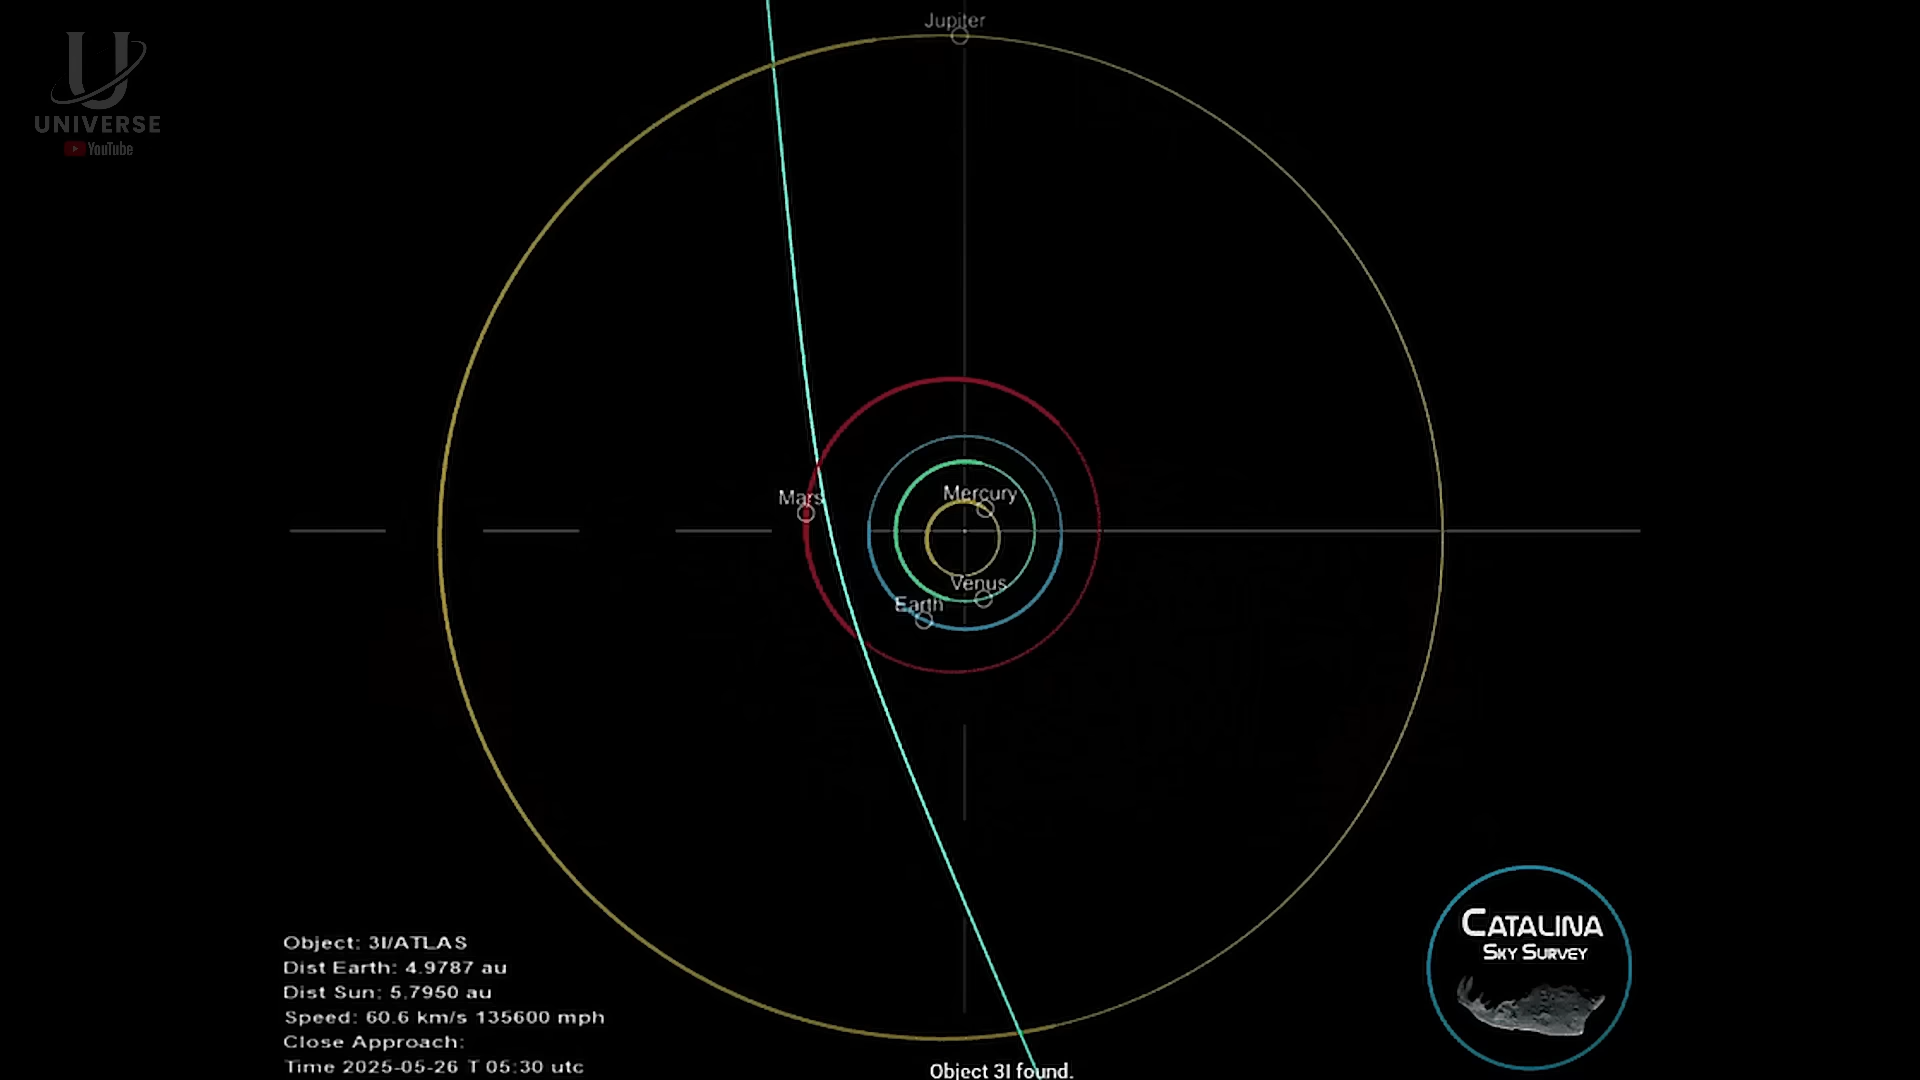 Jupiter
U
UNIVERSE
YouTube
Mars
Mercury
Venus
Earth
CATALINA
SKY SURVEY
Object: 3I/ATLAS
Dist Earth: 4.9787 au
Dist Sun: 5.7950 au
Speed: 60.6 km/s 135600 mph
Close Approach:
Time 2025-05-26 T 05:30 utc
Object 3I found.